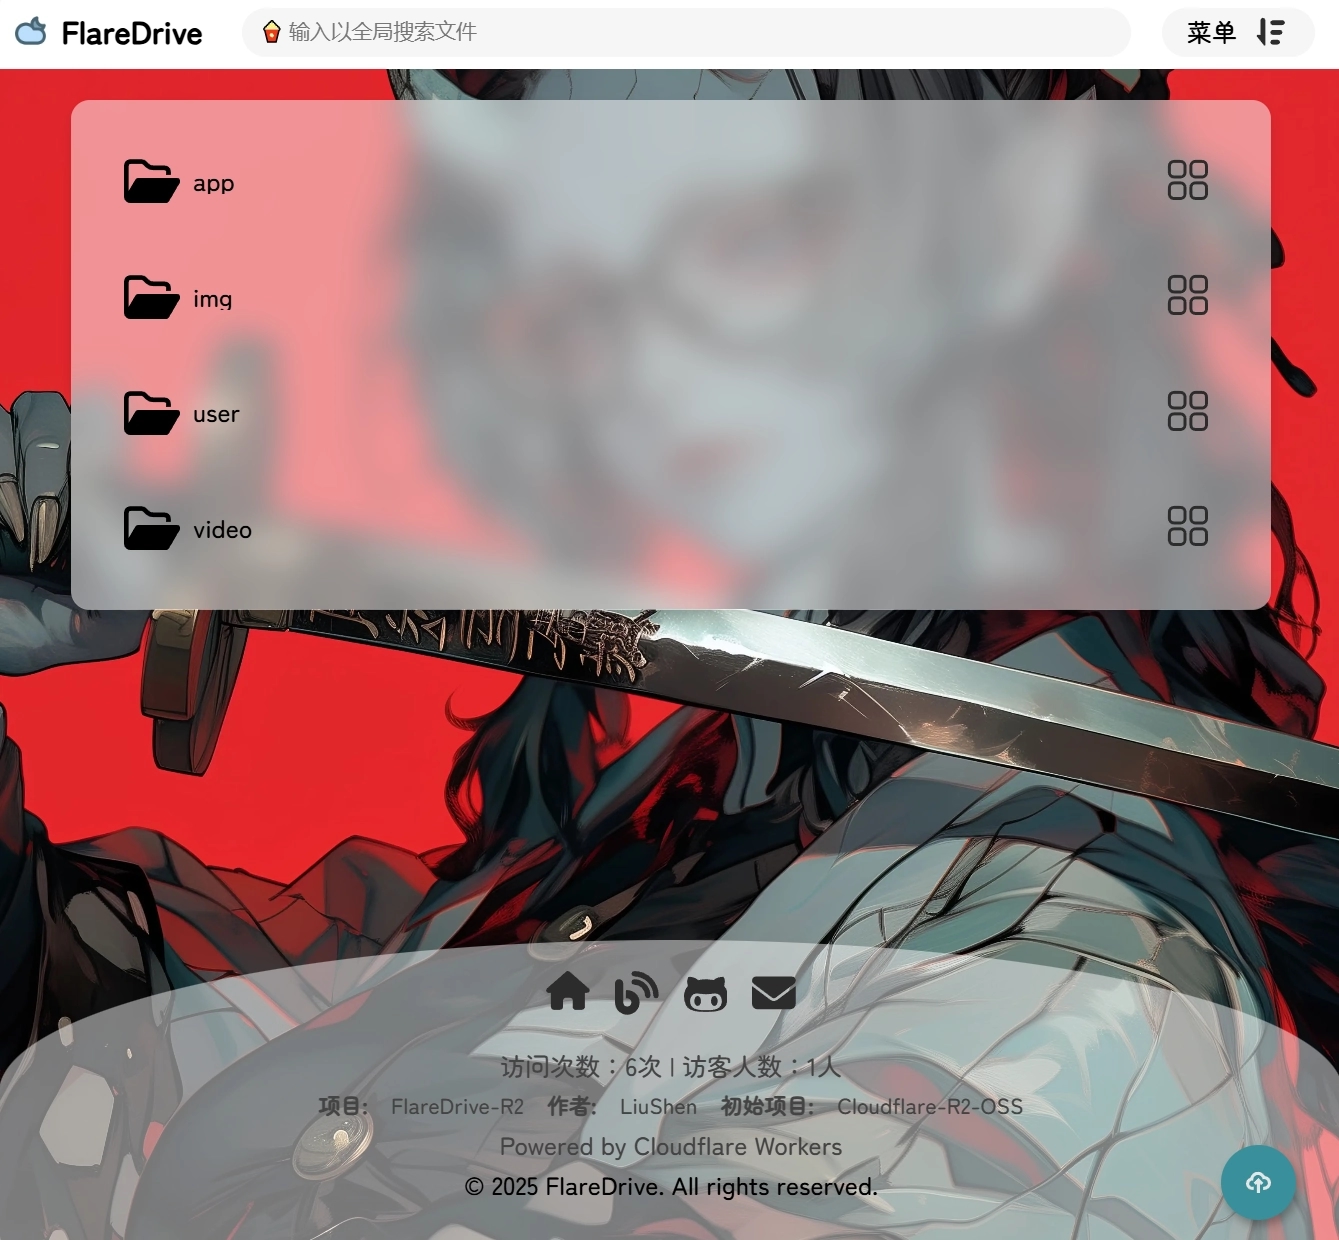 FlareDrive
输入以全局搜索文件
菜单
app
img
user
video
访问次数：6次 | 访客人数：1人
项目: FlareDrive-R2 作者: LiuShen 初始项目: Cloudflare-R2-OSS
Powered by Cloudflare Workers
© 2025 FlareDrive. All rights reserved.